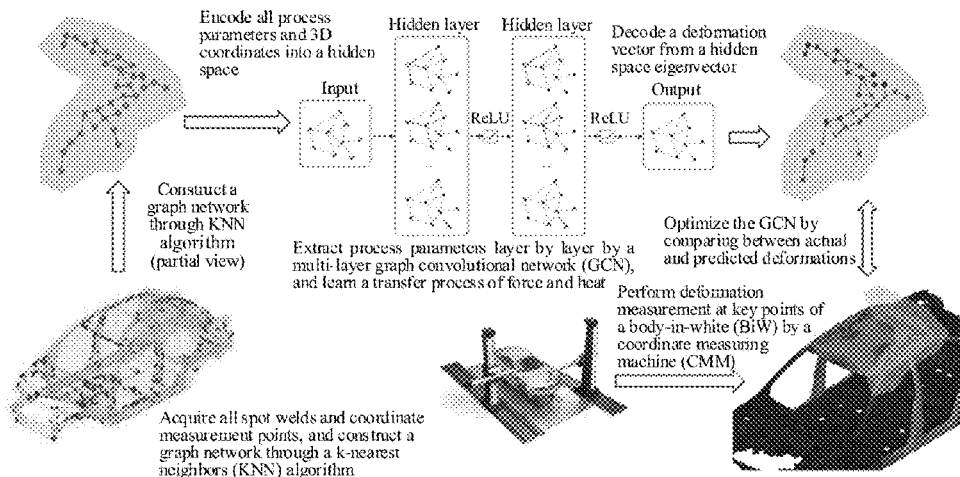 Encode all process
parameters and 3D
coordinates into a hidden
space
Hidden layer
Hidden layer
Decode a deformation
vector from a hidden
space eigenvector
Input
Output
ReLU
ReLU
...
...
Construct a
graph network
through KNN
algorithm
(partial view)
Extract process parameters layer by layer by a
multi-layer graph convolutional network (GCN),
and learn a transfer process of force and heat
Optimize the GCN by
comparing between actual
and predicted deformations
Perform deformation
measurement at key points of
a body-in-white (BiW) by a
coordinate measuring
machine (CMM)
Acquire all spot welds and coordinate
measurement points, and construct a
graph network through a k-nearest
neighbors (KNN) algorithm